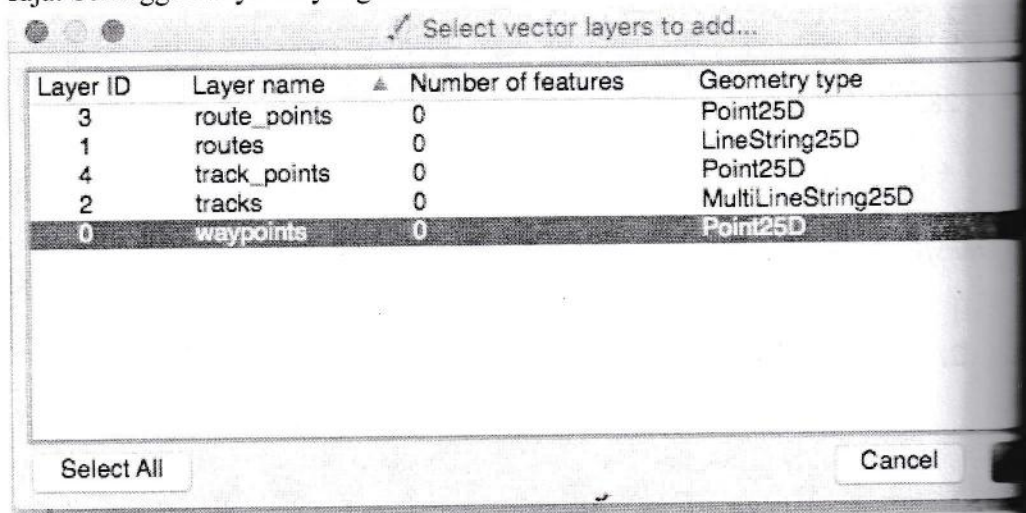 Select vector layers to add...
Layer ID Layer name Number of features Geometry type
3 route_points 0 Point25D
1 routes 0 LineString25D
4 track_points 0 Point25D
2 tracks 0 MultiLineString25D
0 waypoints 0 Point25D
Select All Cancel